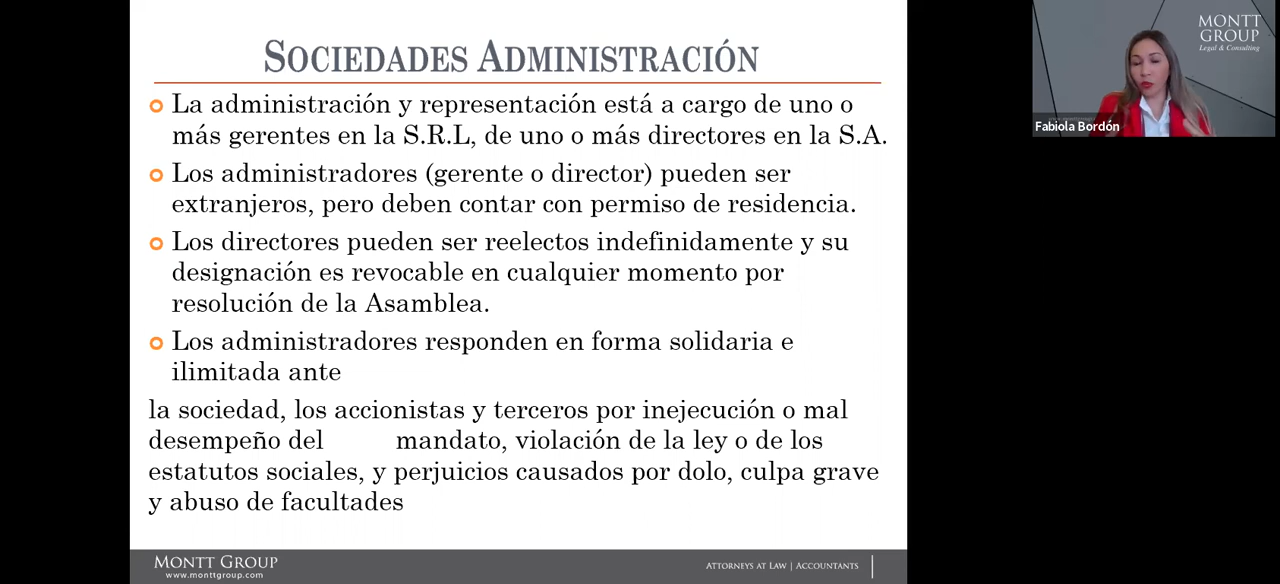 SOCIEDADES ADMINISTRACIÓN
La administración y representación está a cargo de uno o
más gerentes en la S.R.L, de uno o más directores en la S.A.
Los administradores (gerente o director) pueden ser
extranjeros, pero deben contar con permiso de residencia.
Los directores pueden ser reelectos indefinidamente y su
designación es revocable en cualquier momento por
resolución de la Asamblea.
Los administradores responden en forma solidaria e
ilimitada ante
la sociedad, los accionistas y terceros por inejecución o mal
desempeño del mandato, violación de la ley o de los
estatutos sociales, y perjuicios causados por dolo, culpa grave
y abuso de facultades
MONTT GROUP
www.monttgroup.com
ATTORNEYS AT LAW | ACCOUNTANTS
MONTT
GROUP
Legal & Consulting
Fabiola Bordón